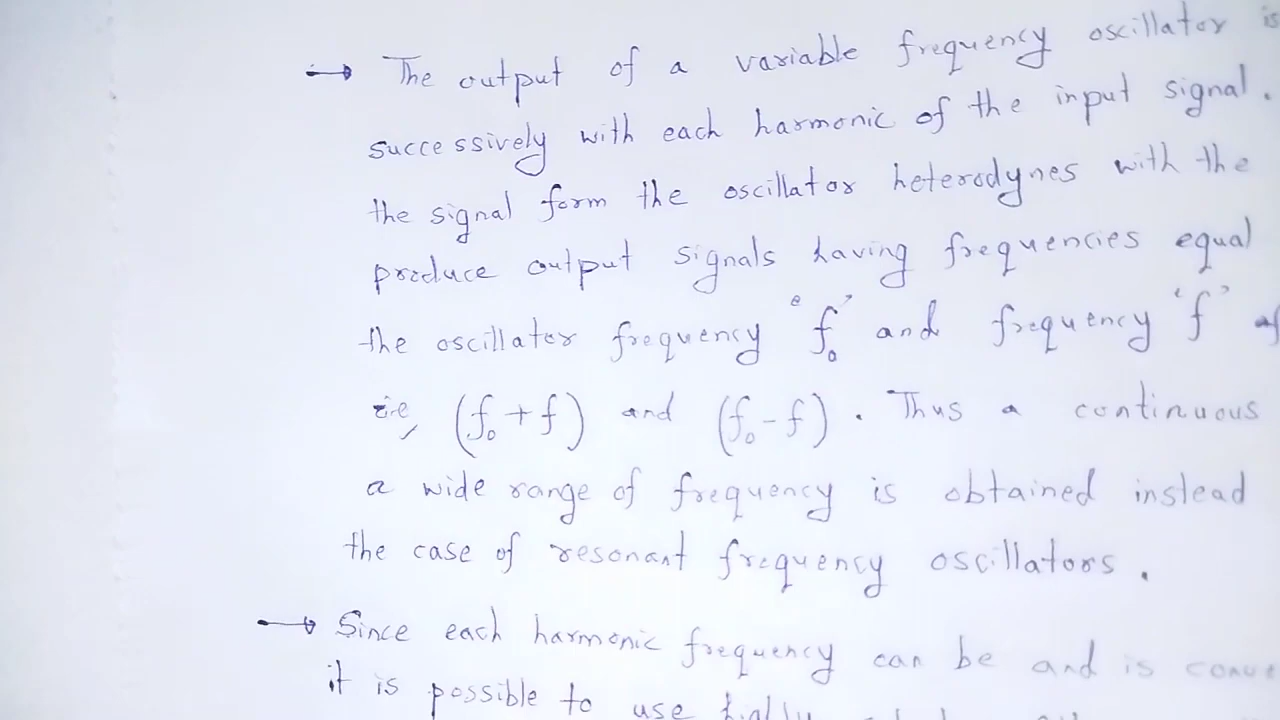 → The output of a variable frequency oscillator is
successively with each harmonic of the input signal.
the signal form the oscillator heterodynes with the
produce output signals having frequencies equal
the oscillator frequency 'f₀' and frequency 'f' of
i.e, (f₀ + f) and (f₀ - f). Thus a continuous
a wide range of frequency is obtained instead
the case of resonant frequency oscillators.
→ Since each harmonic frequency can be and is
it is possible to use